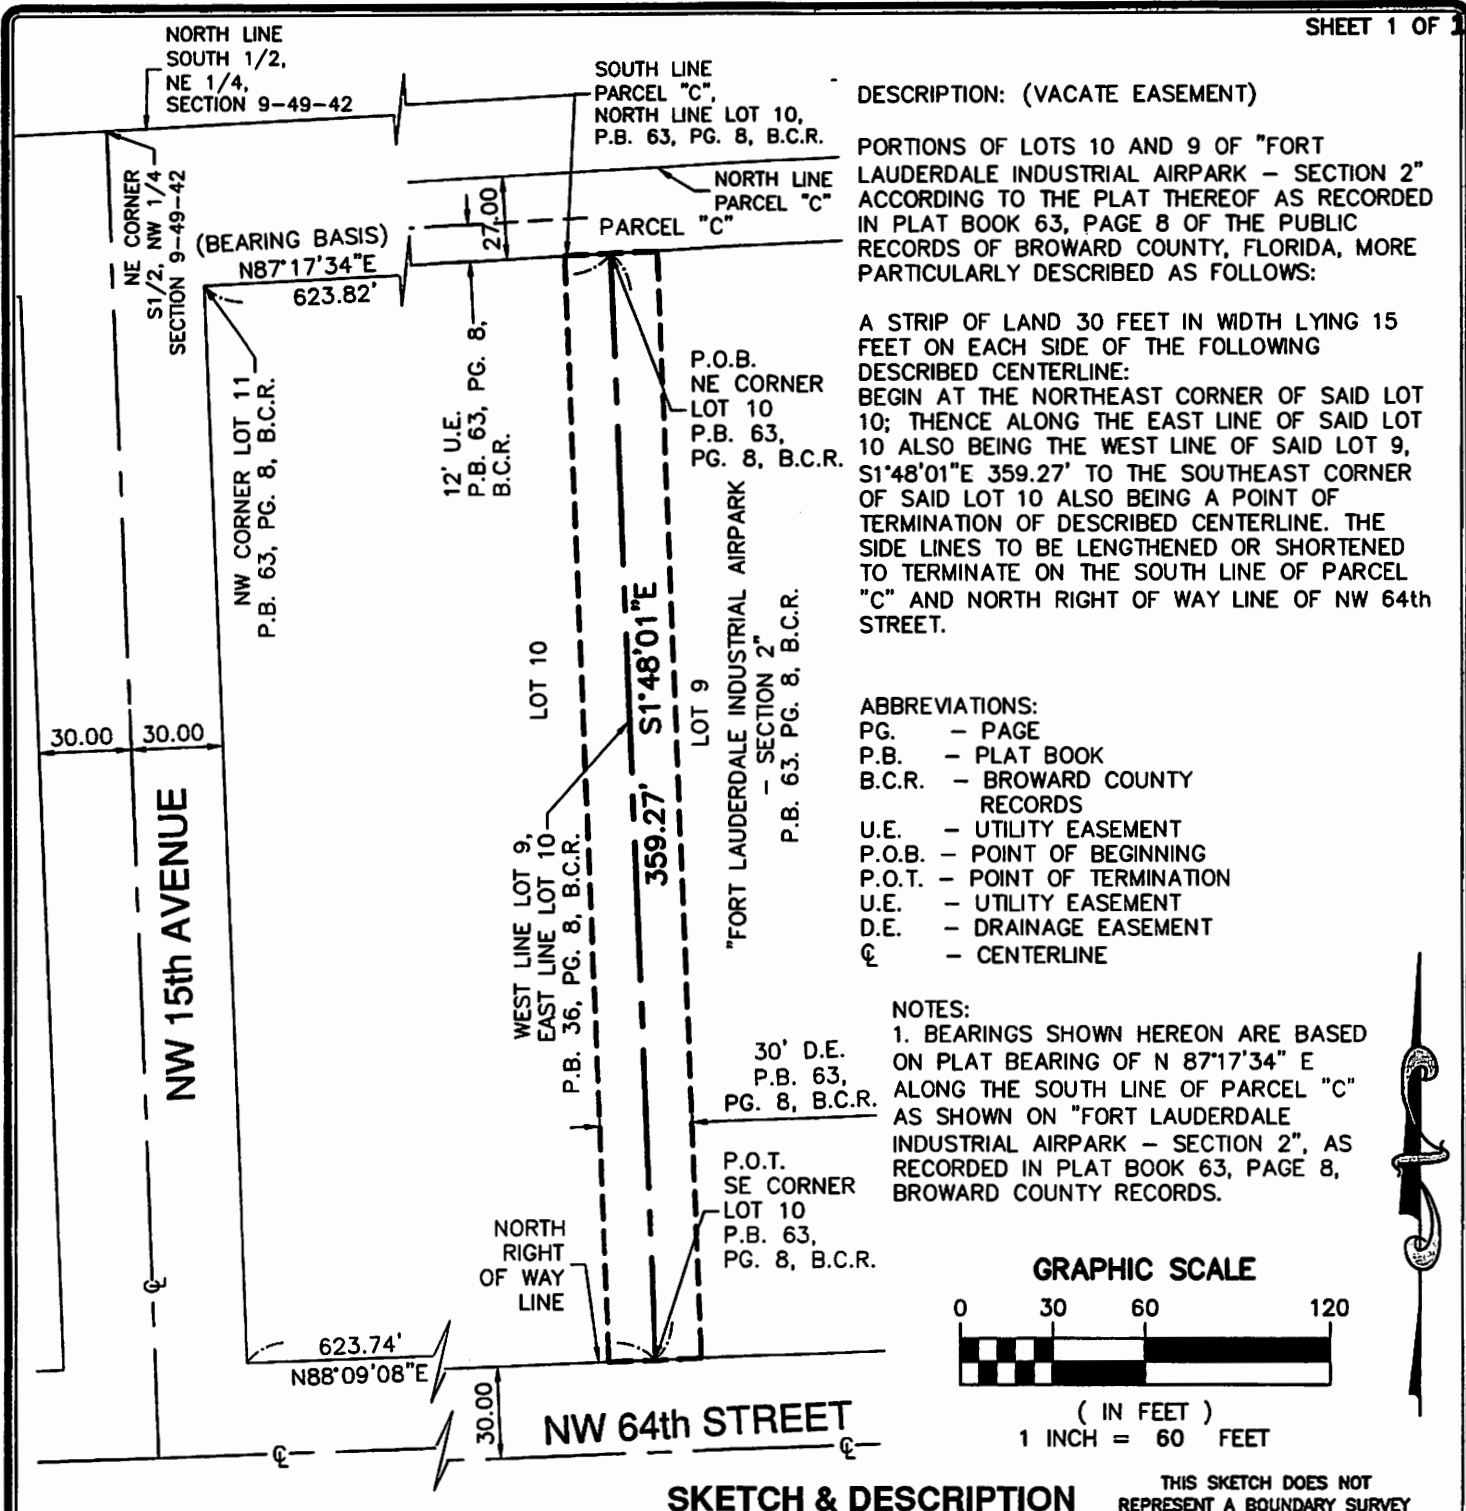 SHEET 1 OF 1
NORTH LINE
SOUTH 1/2,
NE 1/4,
SECTION 9-49-42
SOUTH LINE
PARCEL "C",
NORTH LINE LOT 10,
P.B. 63, PG. 8, B.C.R.
NORTH LINE
PARCEL "C"
PARCEL "C"
27.00
NE CORNER
S1/2, NW 1/4
SECTION 9-49-42
(BEARING BASIS)
N87°17'34"E
623.82'
NW CORNER LOT 11
P.B. 63, PG. 8, B.C.R.
12' U.E.
P.B. 63, PG. 8,
B.C.R.
P.O.B.
NE CORNER
LOT 10
P.B. 63,
PG. 8, B.C.R.
LOT 10
S1°48'01"E
359.27'
LOT 9
"FORT LAUDERDALE INDUSTRIAL AIRPARK
- SECTION 2"
P.B. 63. PG. 8, B.C.R.
30.00
30.00
NW 15th AVENUE
WEST LINE LOT 9,
EAST LINE LOT 10
P.B. 36, PG. 8, B.C.R.
30' D.E.
P.B. 63,
PG. 8, B.C.R.
P.O.T.
SE CORNER
LOT 10
P.B. 63,
PG. 8, B.C.R.
NORTH
RIGHT
OF WAY
LINE
℄
623.74'
N88°09'08"E
30.00
NW 64th STREET
℄
℄
DESCRIPTION: (VACATE EASEMENT)
PORTIONS OF LOTS 10 AND 9 OF "FORT
LAUDERDALE INDUSTRIAL AIRPARK - SECTION 2"
ACCORDING TO THE PLAT THEREOF AS RECORDED
IN PLAT BOOK 63, PAGE 8 OF THE PUBLIC
RECORDS OF BROWARD COUNTY, FLORIDA, MORE
PARTICULARLY DESCRIBED AS FOLLOWS:
A STRIP OF LAND 30 FEET IN WIDTH LYING 15
FEET ON EACH SIDE OF THE FOLLOWING
DESCRIBED CENTERLINE:
BEGIN AT THE NORTHEAST CORNER OF SAID LOT
10; THENCE ALONG THE EAST LINE OF SAID LOT
10 ALSO BEING THE WEST LINE OF SAID LOT 9,
S1°48'01"E 359.27' TO THE SOUTHEAST CORNER
OF SAID LOT 10 ALSO BEING A POINT OF
TERMINATION OF DESCRIBED CENTERLINE. THE
SIDE LINES TO BE LENGTHENED OR SHORTENED
TO TERMINATE ON THE SOUTH LINE OF PARCEL
"C" AND NORTH RIGHT OF WAY LINE OF NW 64th
STREET.
ABBREVIATIONS:
PG. - PAGE
P.B. - PLAT BOOK
B.C.R. - BROWARD COUNTY
RECORDS
U.E. - UTILITY EASEMENT
P.O.B. - POINT OF BEGINNING
P.O.T. - POINT OF TERMINATION
U.E. - UTILITY EASEMENT
D.E. - DRAINAGE EASEMENT
℄ - CENTERLINE
NOTES:
1. BEARINGS SHOWN HEREON ARE BASED
ON PLAT BEARING OF N 87°17'34" E
ALONG THE SOUTH LINE OF PARCEL "C"
AS SHOWN ON "FORT LAUDERDALE
INDUSTRIAL AIRPARK - SECTION 2", AS
RECORDED IN PLAT BOOK 63, PAGE 8,
BROWARD COUNTY RECORDS.
GRAPHIC SCALE
0 30 60 120
( IN FEET )
1 INCH = 60 FEET
SKETCH & DESCRIPTION
THIS SKETCH DOES NOT
REPRESENT A BOUNDARY SURVEY